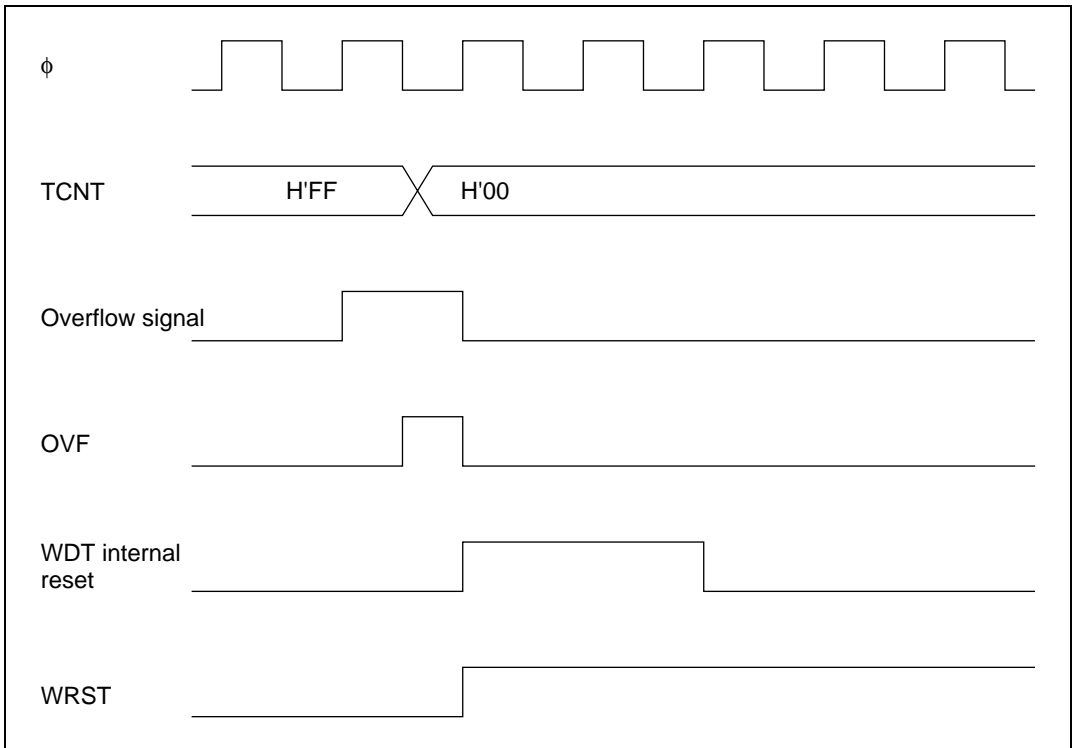 ϕ
TCNT
H'FF
H'00
Overflow signal
OVF
WDT internal
reset
WRST